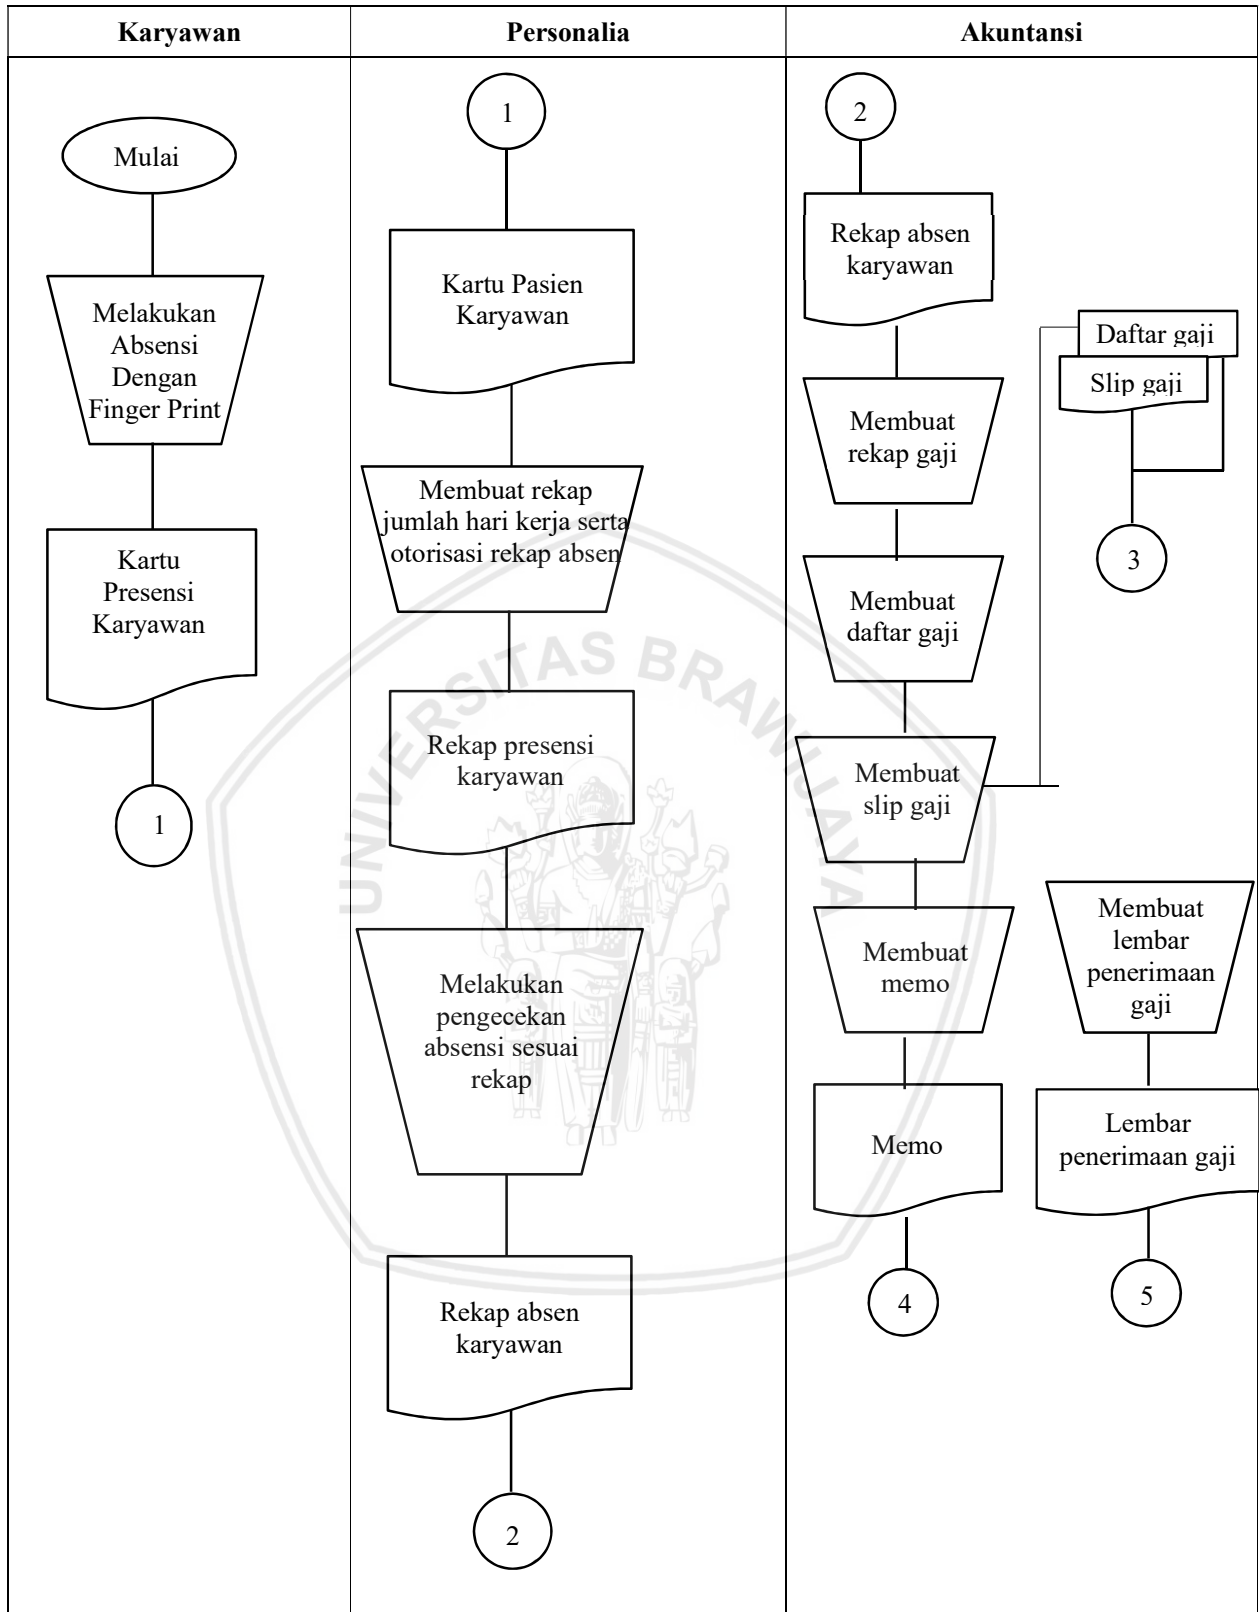 Karyawan
Personalia
Akuntansi
Mulai
Melakukan
Absensi
Dengan
Finger Print
Kartu
Presensi
Karyawan
1
1
Kartu Pasien
Karyawan
Membuat rekap
jumlah hari kerja serta
otorisasi rekap absen
Rekap presensi
karyawan
Melakukan
pengecekan
absensi sesuai
rekap
Rekap absen
karyawan
2
2
Rekap absen
karyawan
Membuat
rekap gaji
Membuat
daftar gaji
Membuat
slip gaji
Daftar gaji
Slip gaji
3
Membuat
memo
Memo
4
Membuat
lembar
penerimaan
gaji
Lembar
penerimaan gaji
5
UNIVERSITAS BRAWIJAYA